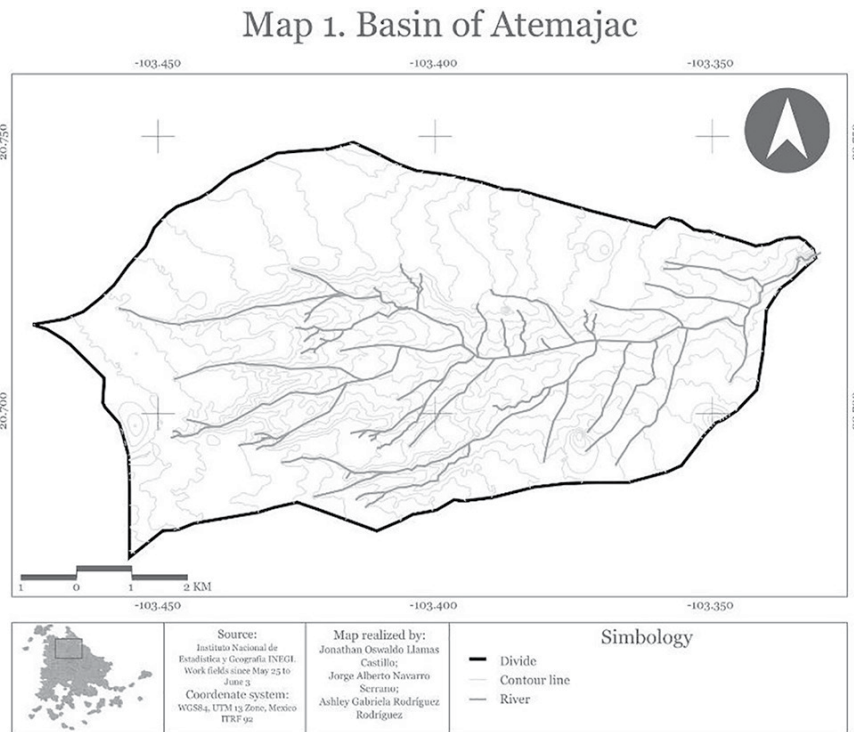 Map 1. Basin of Atemajac
-103.450
-103.400
-103.350
20.750
20.700
1 0 1 2 KM
-103.450
-103.400
-103.350
Source:
Instituto Nacional de
Estadística y Geografía INEGI.
Work fields since May 25 to
June 3
Coordenate system:
WGS84, UTM 13 Zone, Mexico
ITRF 92
Map realized by:
Jonathan Oswaldo Llamas
Castillo;
Jorge Alberto Navarro
Serrano;
Ashley Gabriela Rodríguez
Rodríguez
Simbology
Divide
Contour line
River